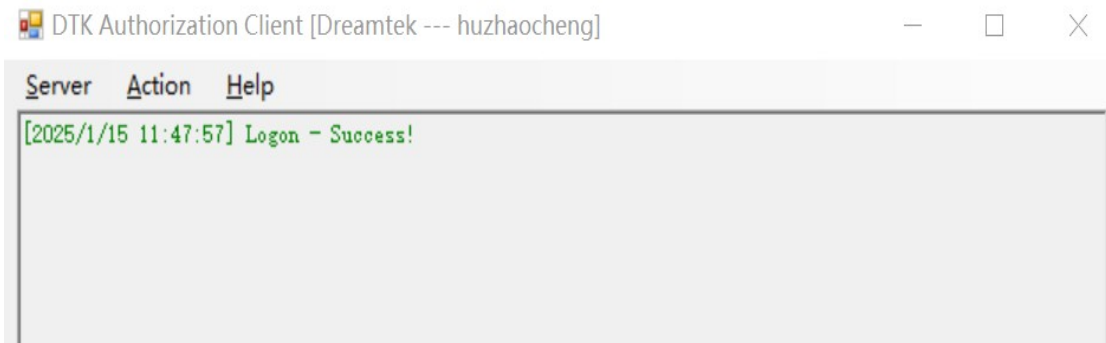 DTK Authorization Client [Dreamtek --- huzhaocheng]
Server Action Help
[2025/1/15 11:47:57] Logon - Success!